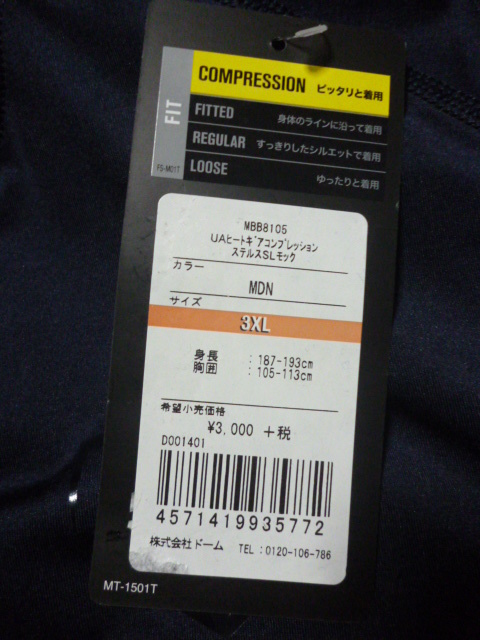 COMPRESSION ピッタリと着用
FITTED 身体のラインに沿って着用
REGULAR すっきりしたシルエットで着用
LOOSE ゆったりと着用
FIT
FS-M01T
MBB8105
UAヒートギアコンプレッション
ステルスSLモック
カラー
MDN
サイズ
3XL
身長 : 187-193cm
胸囲 : 105-113cm
希望小売価格
¥3,000 +税
D001401
4571419935772
株式会社ドーム TEL:0120-106-786
MT-1501T